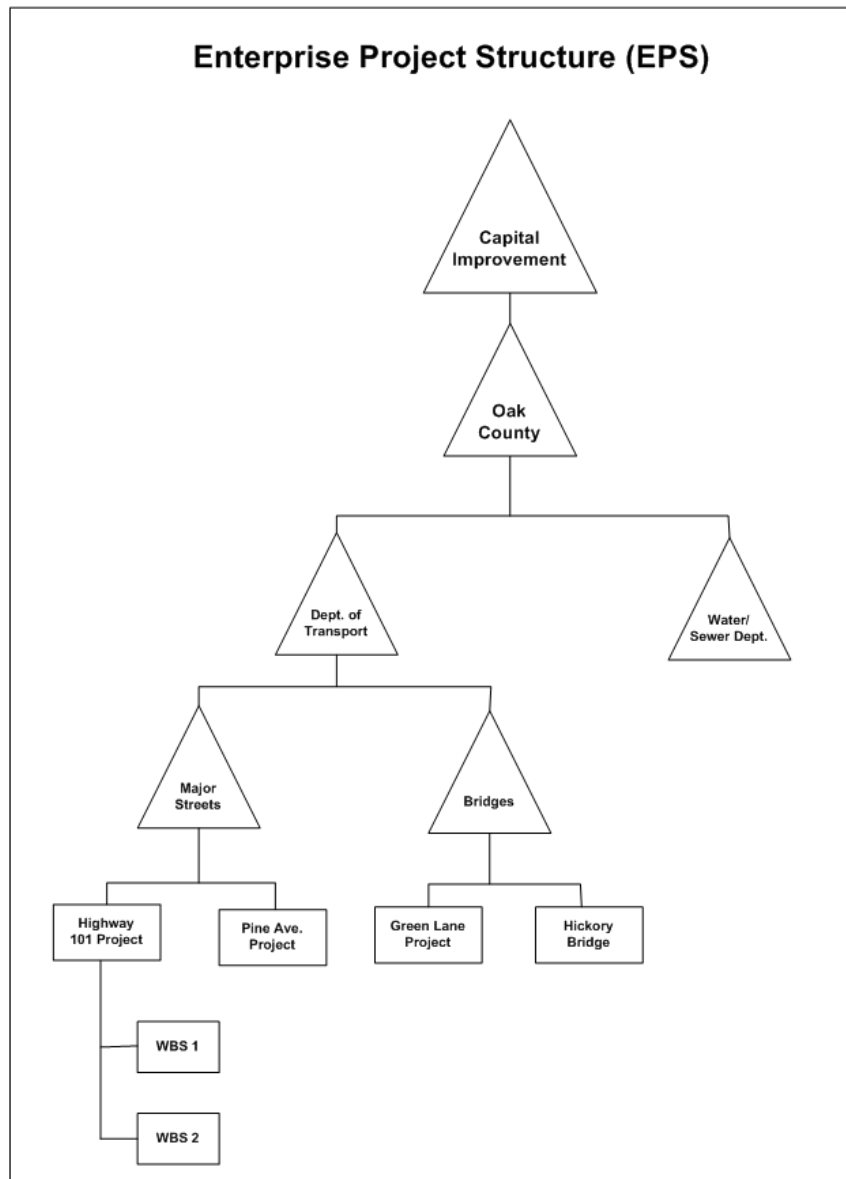 Enterprise Project Structure (EPS)
Capital
Improvement
Oak
County
Dept. of
Transport
Water/
Sewer Dept.
Major
Streets
Bridges
Highway
101 Project
Pine Ave.
Project
Green Lane
Project
Hickory
Bridge
WBS 1
WBS 2